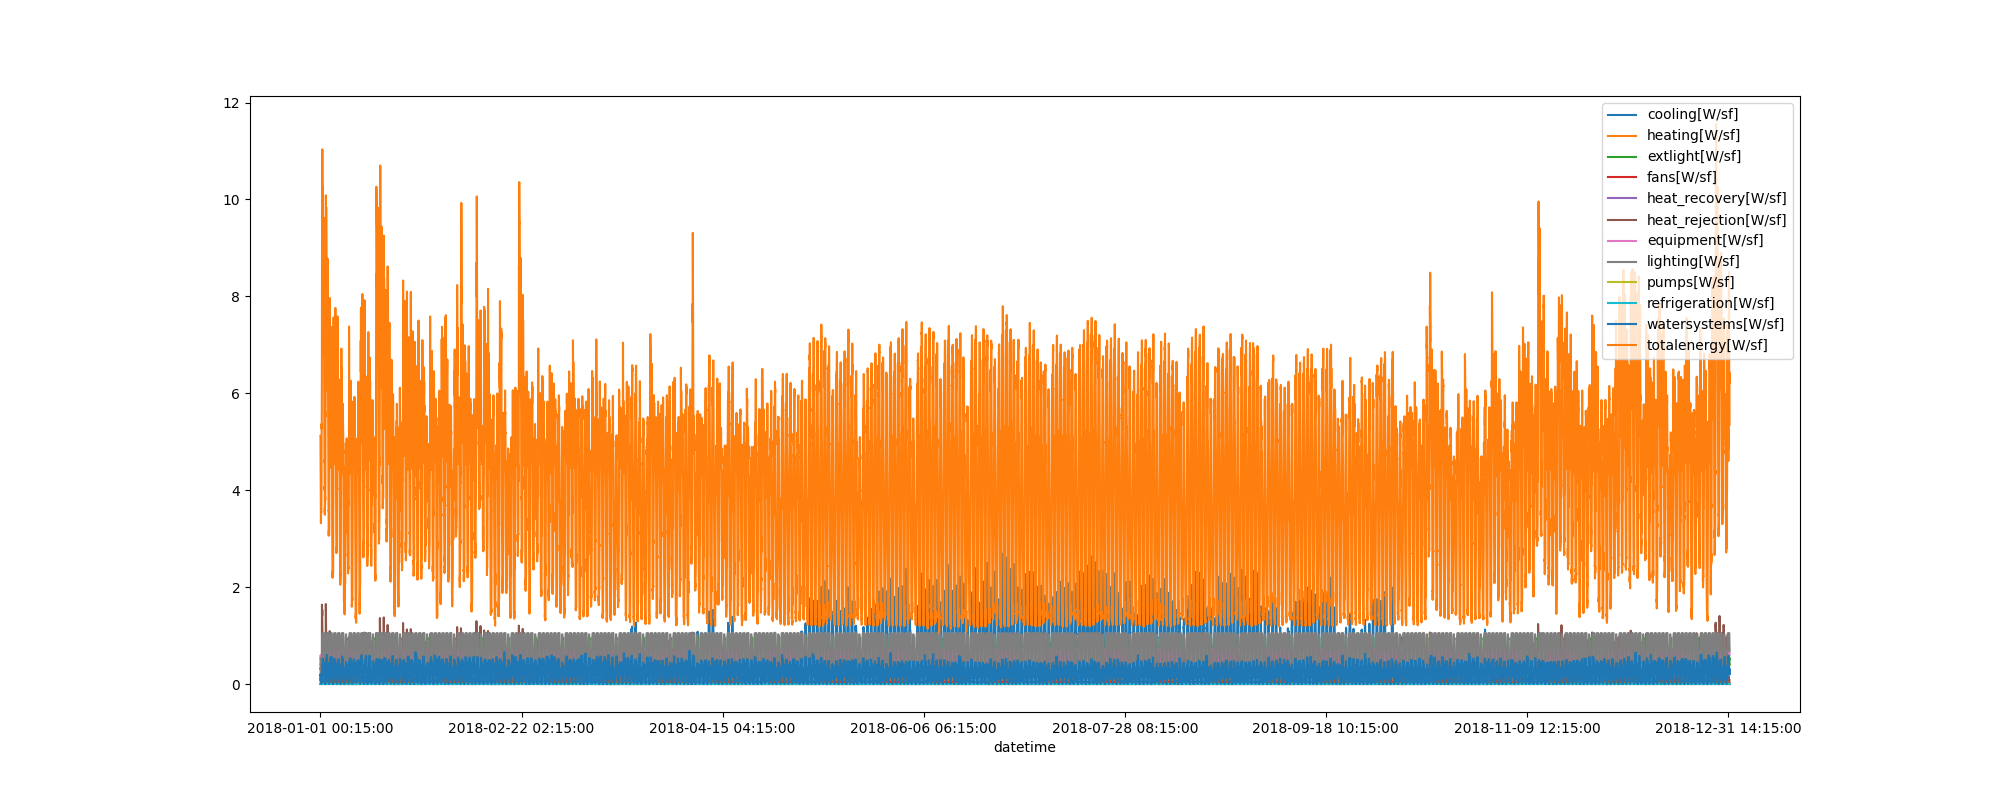 12
10
8
6
4
2
0
cooling[W/sf]
heating[W/sf]
extlight[W/sf]
fans[W/sf]
heat_recovery[W/sf]
heat_rejection[W/sf]
equipment[W/sf]
lighting[W/sf]
pumps[W/sf]
refrigeration[W/sf]
watersystems[W/sf]
totalenergy[W/sf]
2018-01-01 00:15:00 2018-02-22 02:15:00 2018-04-15 04:15:00 2018-06-06 06:15:00 2018-07-28 08:15:00 2018-09-18 10:15:00 2018-11-09 12:15:00 2018-12-31 14:15:00
datetime